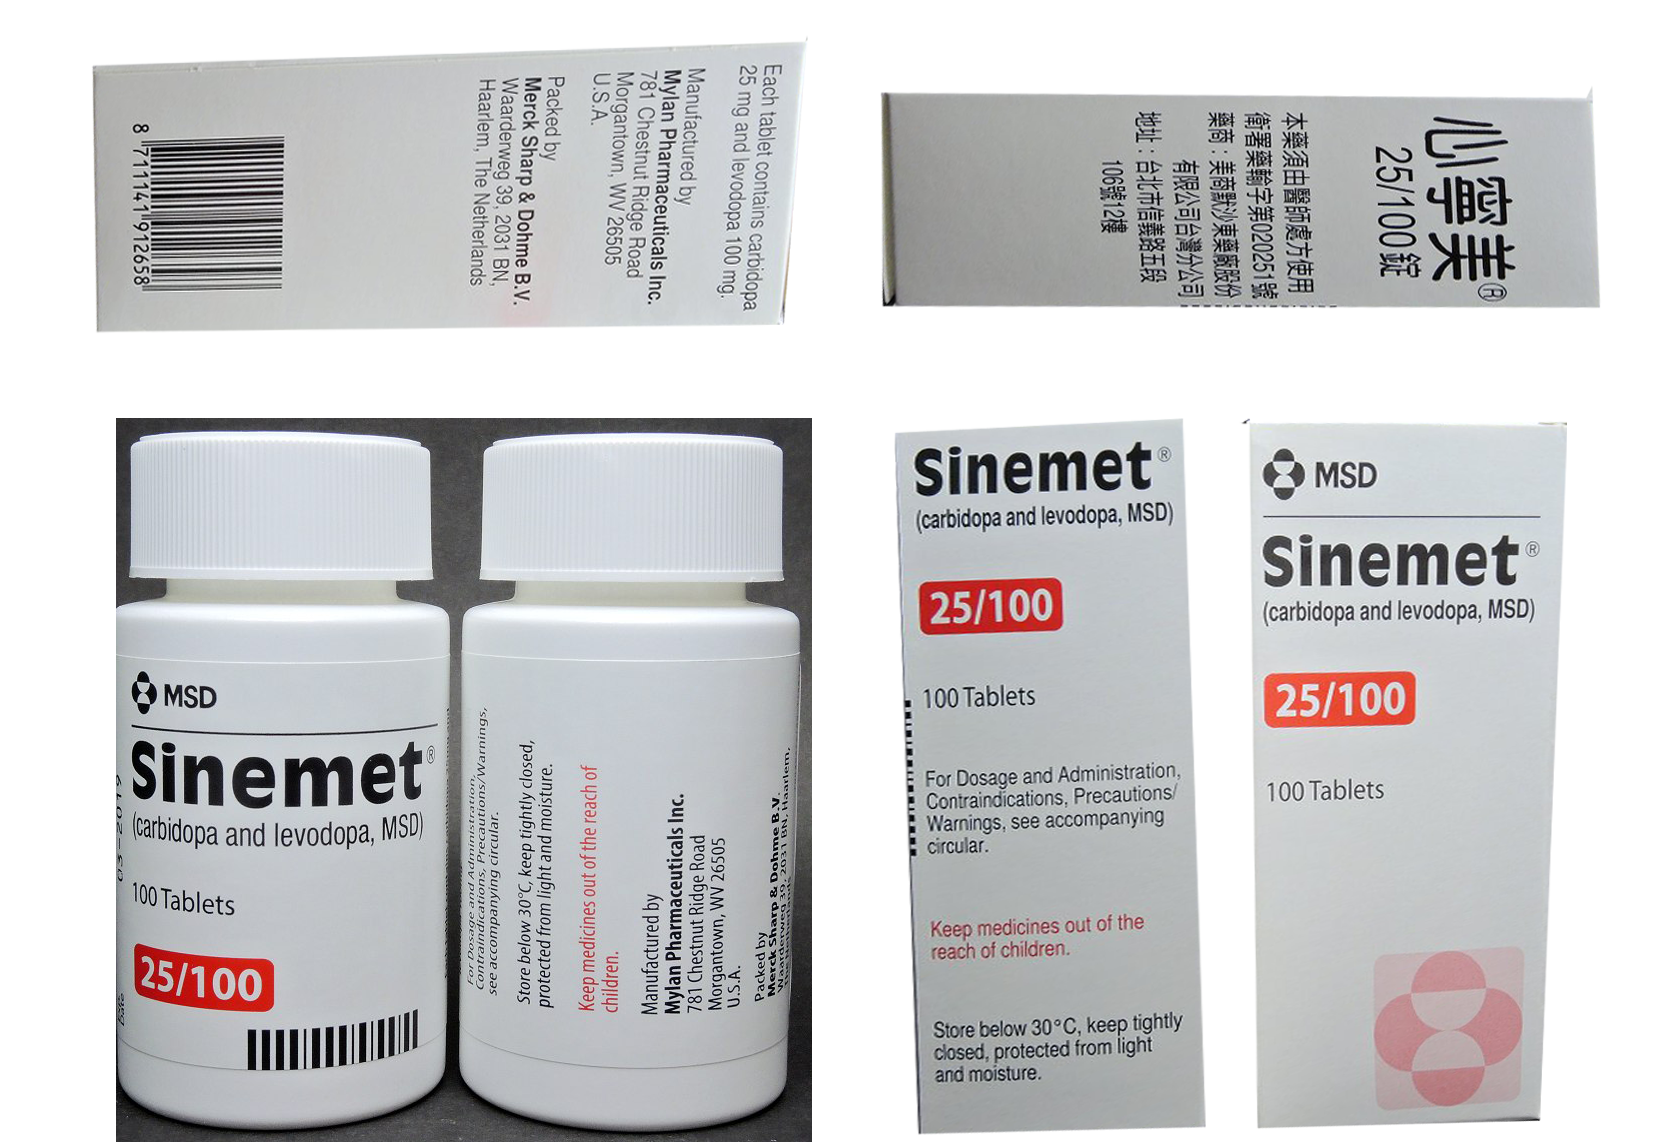 Each tablet contains carbidopa
25 mg and levodopa 100 mg.
Manufactured by
Mylan Pharmaceuticals Inc.
781 Chestnut Ridge Road
Morgantown, WV 26505
U.S.A.
Packed by
Merck Sharp & Dohme B.V.
Waarderweg 39, 2031 BN,
Haarlem, The Netherlands
8 711141 912658
心寧美®
25/100錠
本藥須由醫師處方使用
衛署藥輸字第020251號
藥商：美商默沙東藥廠股份
有限公司台灣分公司
地址：台北市信義路五段
106號12樓
MSD
Sinemet®
(carbidopa and levodopa, MSD)
100 Tablets
25/100
03-2019
Date
For Dosage and Administration,
Contraindications, Precautions/Warnings,
see accompanying circular.
Store below 30°C, keep tightly closed,
protected from light and moisture.
Keep medicines out of the reach of
children.
Manufactured by
Mylan Pharmaceuticals Inc.
781 Chestnut Ridge Road
Morgantown, WV 26505
U.S.A.
Packed by
Merck Sharp & Dohme B.V.
Waarderweg 39, 2031 BN, Haarlem,
The Netherlands
Sinemet®
(carbidopa and levodopa, MSD)
25/100
100 Tablets
For Dosage and Administration,
Contraindications, Precautions/
Warnings, see accompanying
circular.
Keep medicines out of the
reach of children.
Store below 30°C, keep tightly
closed, protected from light
and moisture.
MSD
Sinemet®
(carbidopa and levodopa, MSD)
25/100
100 Tablets